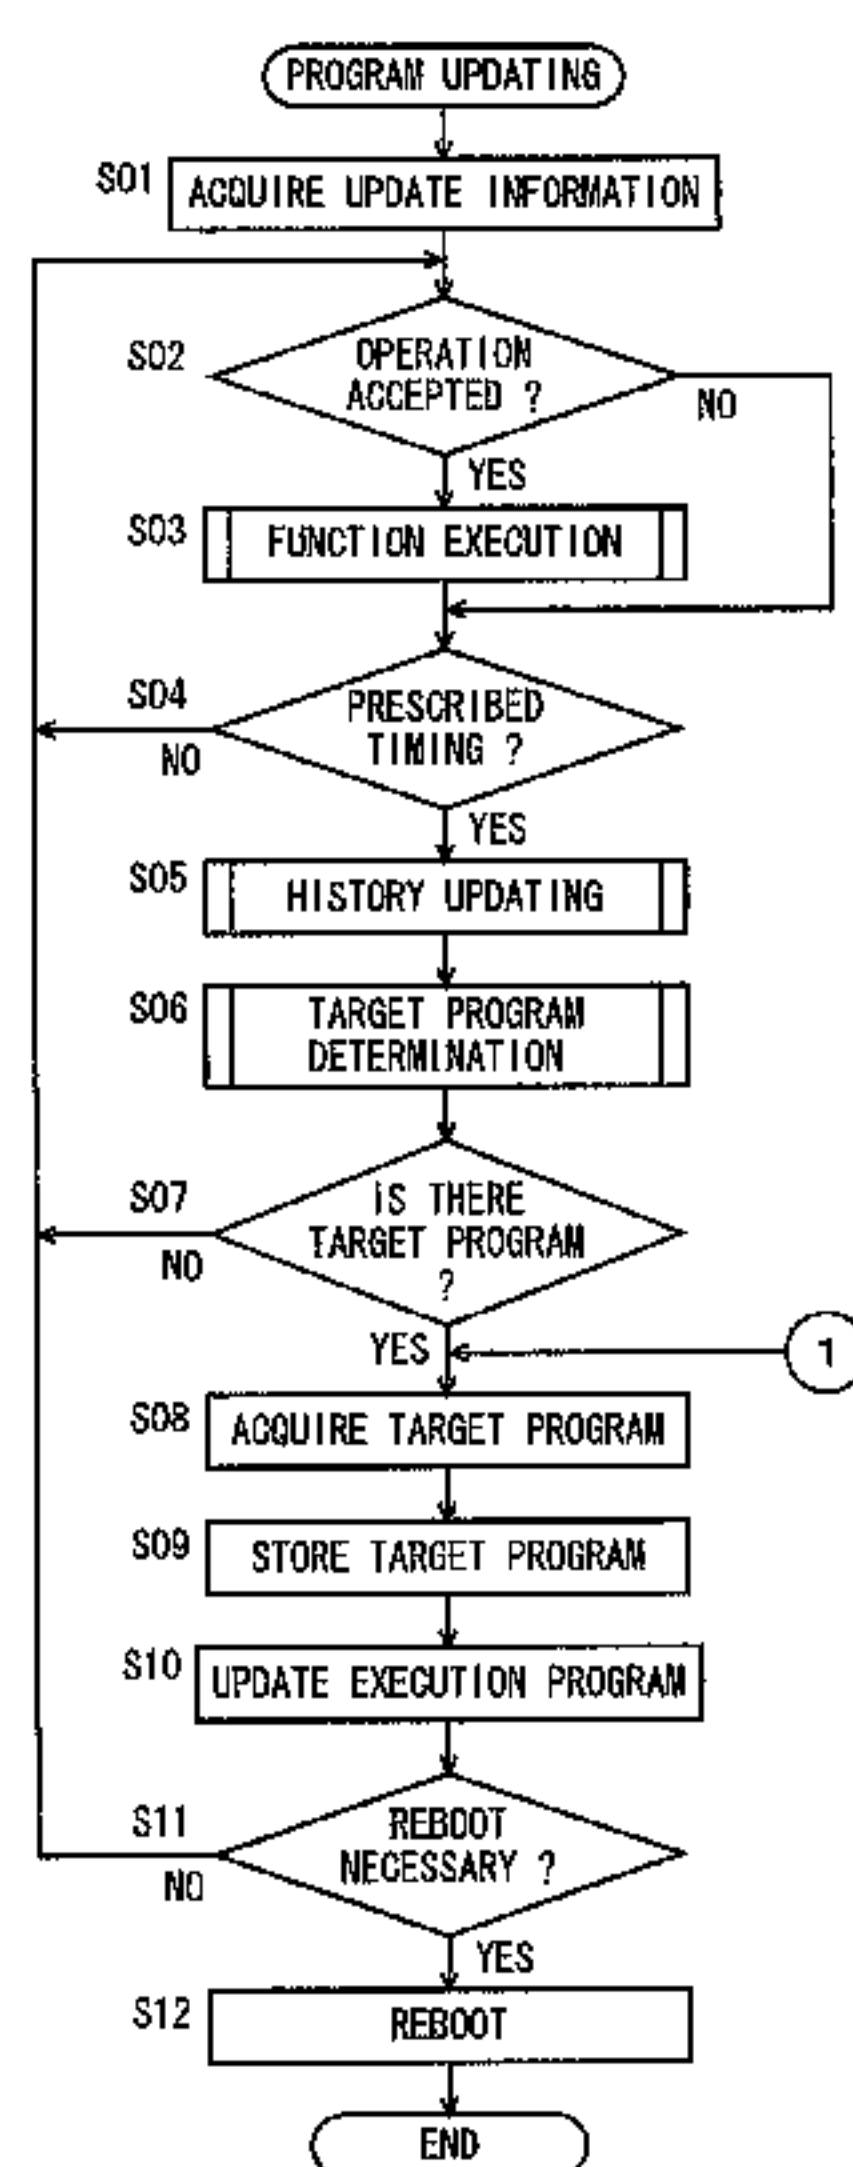 PROGRAM UPDATING
S01
ACQUIRE UPDATE INFORMATION
S02
OPERATION
ACCEPTED ?
NO
YES
S03
FUNCTION EXECUTION
S04
PRESCRIBED
TIMING ?
NO
YES
S05
HISTORY UPDATING
S06
TARGET PROGRAM
DETERMINATION
S07
IS THERE
TARGET PROGRAM
?
NO
YES
1
S08
ACQUIRE TARGET PROGRAM
S09
STORE TARGET PROGRAM
S10
UPDATE EXECUTION PROGRAM
S11
REBOOT
NECESSARY ?
NO
YES
S12
REBOOT
END